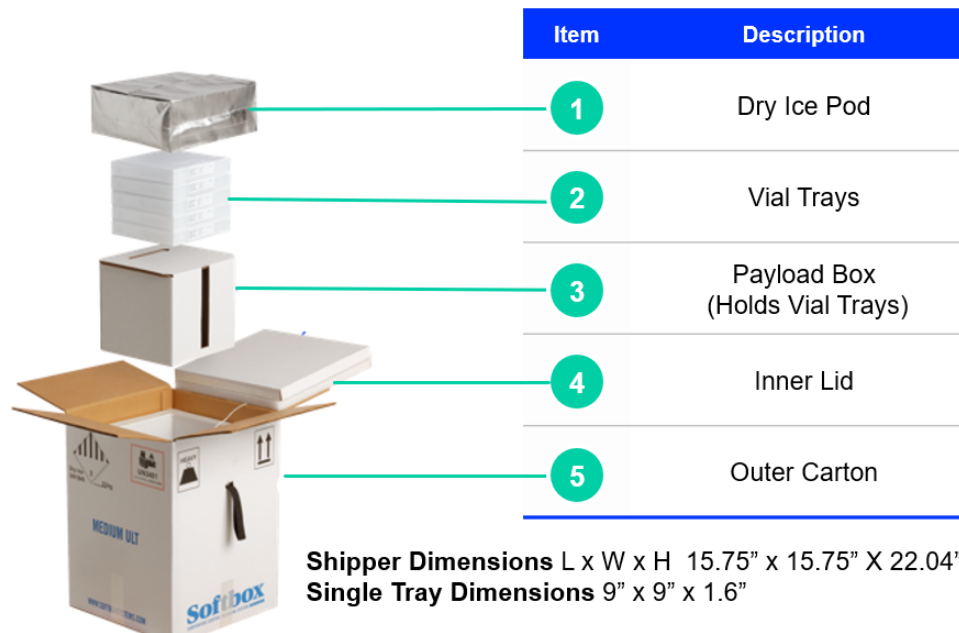 Item Description
1 Dry Ice Pod
2 Vial Trays
3 Payload Box
(Holds Vial Trays)
4 Inner Lid
5 Outer Carton
HEAVY
UN1845
MEDIUM ULT
Softbox
Shipper Dimensions L x W x H 15.75” x 15.75” X 22.04”
Single Tray Dimensions 9” x 9” x 1.6”